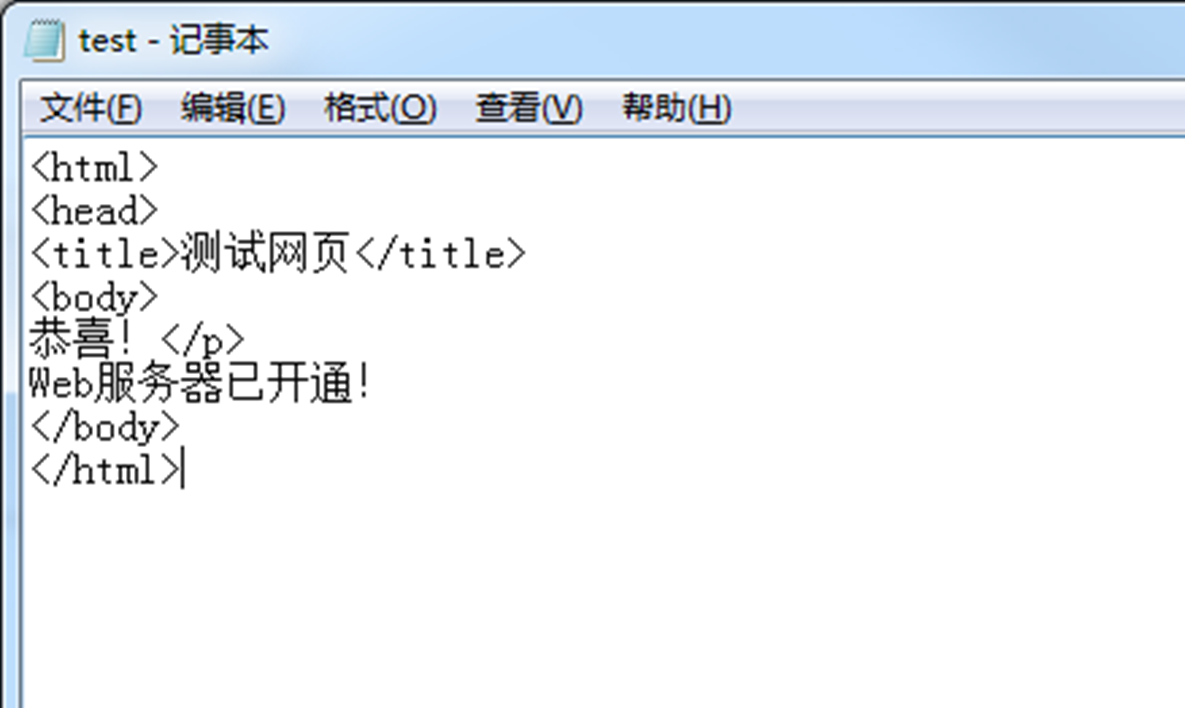 test - 记事本
文件(F) 编辑(E) 格式(O) 查看(V) 帮助(H)
<html>
<head>
<title>测试网页</title>
<body>
恭喜！</p>
Web服务器已开通！
</body>
</html>